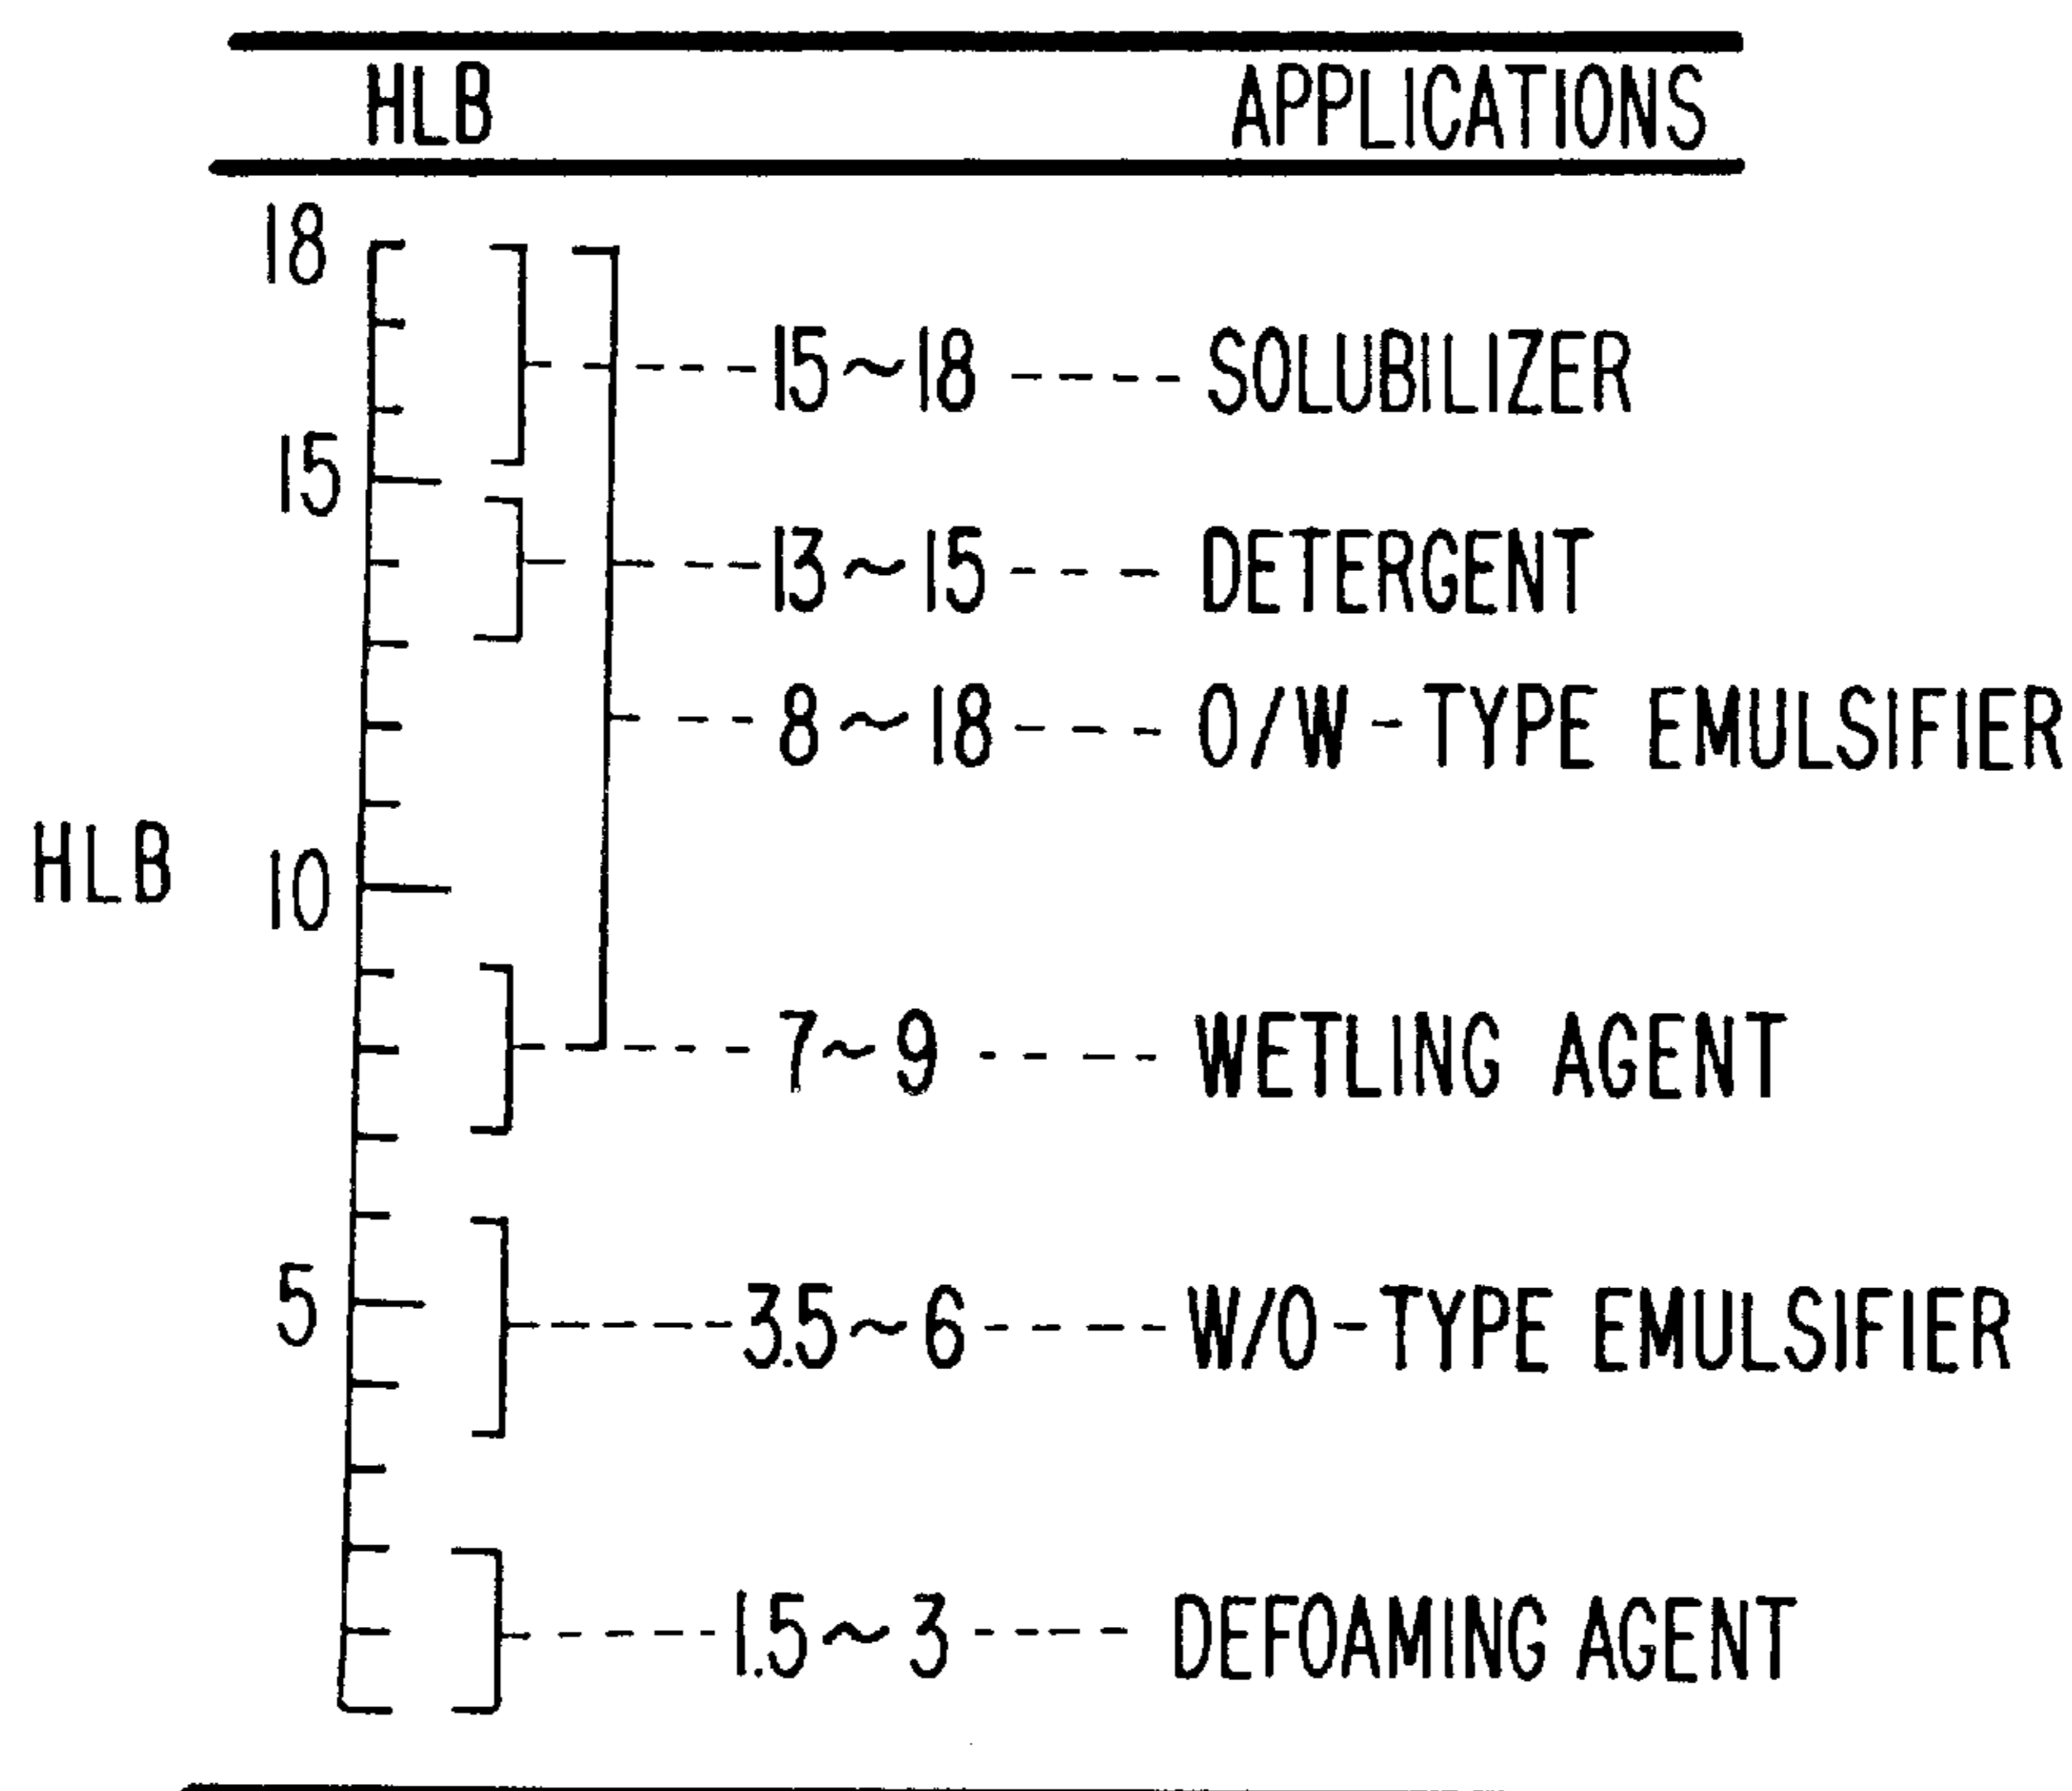 HLB APPLICATIONS
18
15~18 ---- SOLUBILIZER
15
13~15 --- DETERGENT
8~18 --- O/W-TYPE EMULSIFIER
HLB 10
7~9 ---- WETLING AGENT
5 3.5~6 ---- W/O-TYPE EMULSIFIER
1.5~3 ---- DEFOAMING AGENT